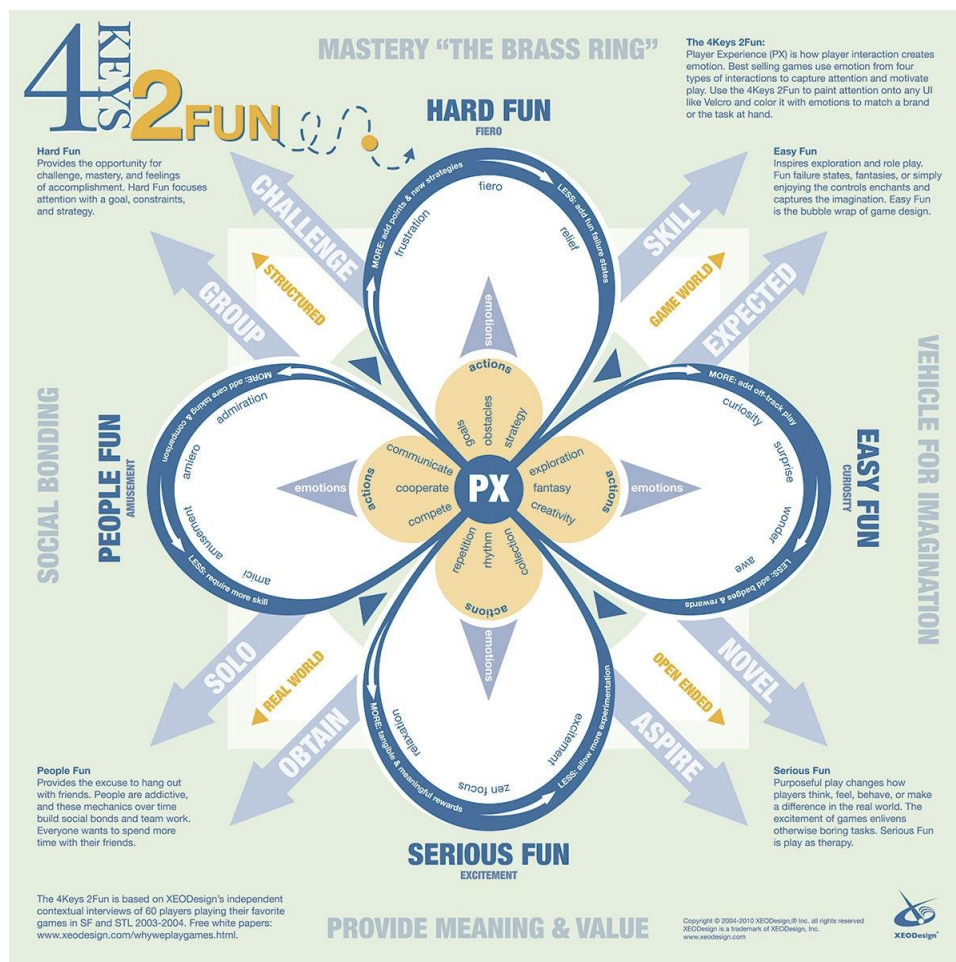 4 KEYS 2FUN
MASTERY “THE BRASS RING”
The 4Keys 2Fun:
Player Experience (PX) is how player interaction creates
emotion. Best selling games use emotion from four
types of interactions to capture attention and motivate
play. Use the 4Keys 2Fun to paint attention onto any UI
like Velcro and color it with emotions to match a brand
or the task at hand.
HARD FUN
FIERO
Hard Fun
Provides the opportunity for
challenge, mastery, and feelings
of accomplishment. Hard Fun focuses
attention with a goal, constraints,
and strategy.
Easy Fun
Inspires exploration and role play.
Fun failure states, fantasies, or simply
enjoying the controls enchants and
captures the imagination. Easy Fun
is the bubble wrap of game design.
CHALLENGE
STRUCTURED
GROUP
SKILL
GAME WORLD
EXPECTED
MORE: add points & new strategies
LESS: add fun failure states
frustration
fiero
relief
emotions
actions
goals
obstacles
strategy
SOCIAL BONDING
PEOPLE FUN
AMUSEMENT
MORE: add care taking & comparison
LESS: require more skill
admiration
amiero
amusement
amici
emotions
actions
communicate
cooperate
compete
PX
exploration
fantasy
creativity
actions
emotions
curiosity
surprise
wonder
awe
MORE: add off-track play
LESS: add badges & rewards
EASY FUN
CURIOSITY
VEHICLE FOR IMAGINATION
repetition
rhythm
collection
actions
emotions
relaxation
zen focus
excitement
MORE: tangible & meaningful rewards
LESS: allow more experimentation
SOLO
REAL WORLD
OBTAIN
NOVEL
OPEN ENDED
ASPIRE
SERIOUS FUN
EXCITEMENT
People Fun
Provides the excuse to hang out
with friends. People are addictive,
and these mechanics over time
build social bonds and team work.
Everyone wants to spend more
time with their friends.
Serious Fun
Purposeful play changes how
players think, feel, behave, or make
a difference in the real world. The
excitement of games enlivens
otherwise boring tasks. Serious Fun
is play as therapy.
The 4Keys 2Fun is based on XEODesign's independent
contextual interviews of 60 players playing their favorite
games in SF and STL 2003-2004. Free white papers:
www.xeodesign.com/whyweplaygames.html.
PROVIDE MEANING & VALUE
Copyright © 2004-2010 XEODesign,® Inc. all rights reserved
XEODesign is a trademark of XEODesign, Inc.
www.xeodesign.com
XEODesign®